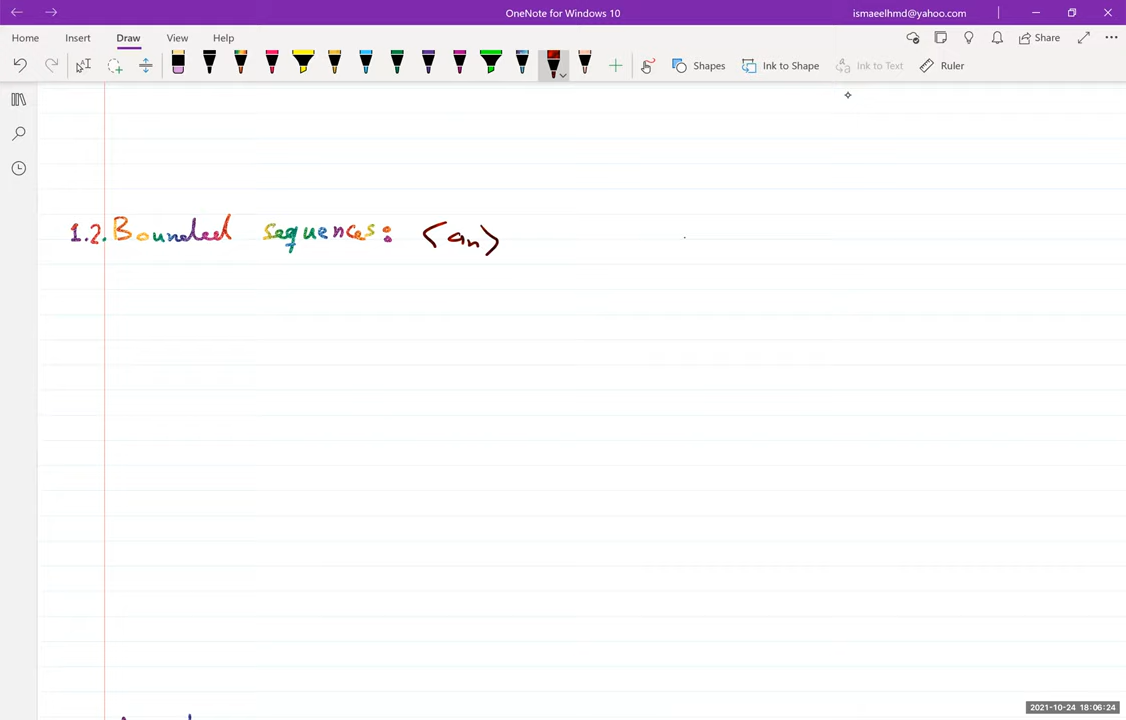 OneNote for Windows 10
ismaeelhmd@yahoo.com
Home Insert Draw View Help
Share
Shapes Ink to Shape Ink to Text Ruler
1.2. Bounded sequences: ⟨an⟩
2021-10-24 18:06:24